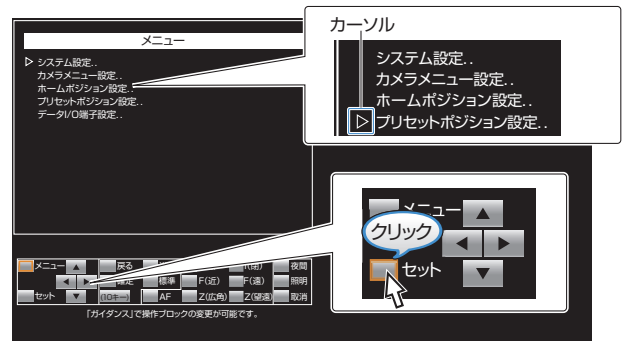 カーソル
メニュー
システム設定..
カメラメニュー設定..
ホームポジション設定..
プリセットポジション設定..
データI/O端子設定..
システム設定..
カメラメニュー設定..
ホームポジション設定..
プリセットポジション設定..
メニュー
クリック
セット
メニュー 戻る 夜間
標準 F(近) F(遠) 照明
セット (10キー) AF Z(広角) Z(望遠) 取消
「ガイダンス」で操作ブロックの変更が可能です。